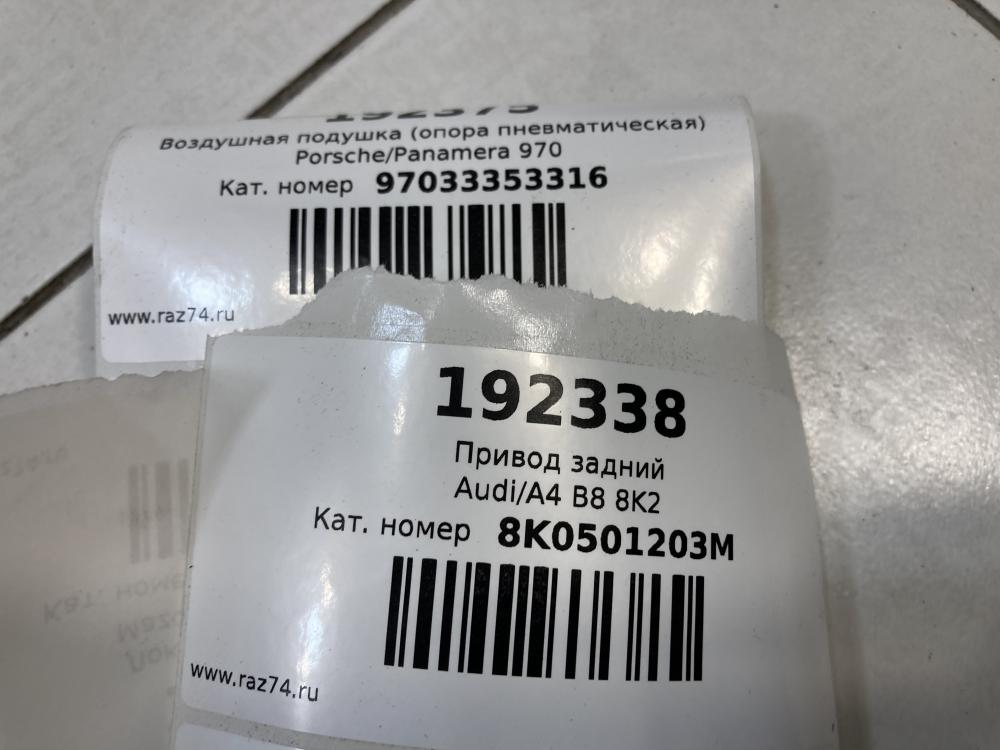 192375
Воздушная подушка (опора пневматическая)
Porsche/Panamera 970
Кат. номер 97033353316
www.raz74.ru
192338
Привод задний
Audi/A4 B8 8K2
Кат. номер 8K0501203M
www.raz74.ru